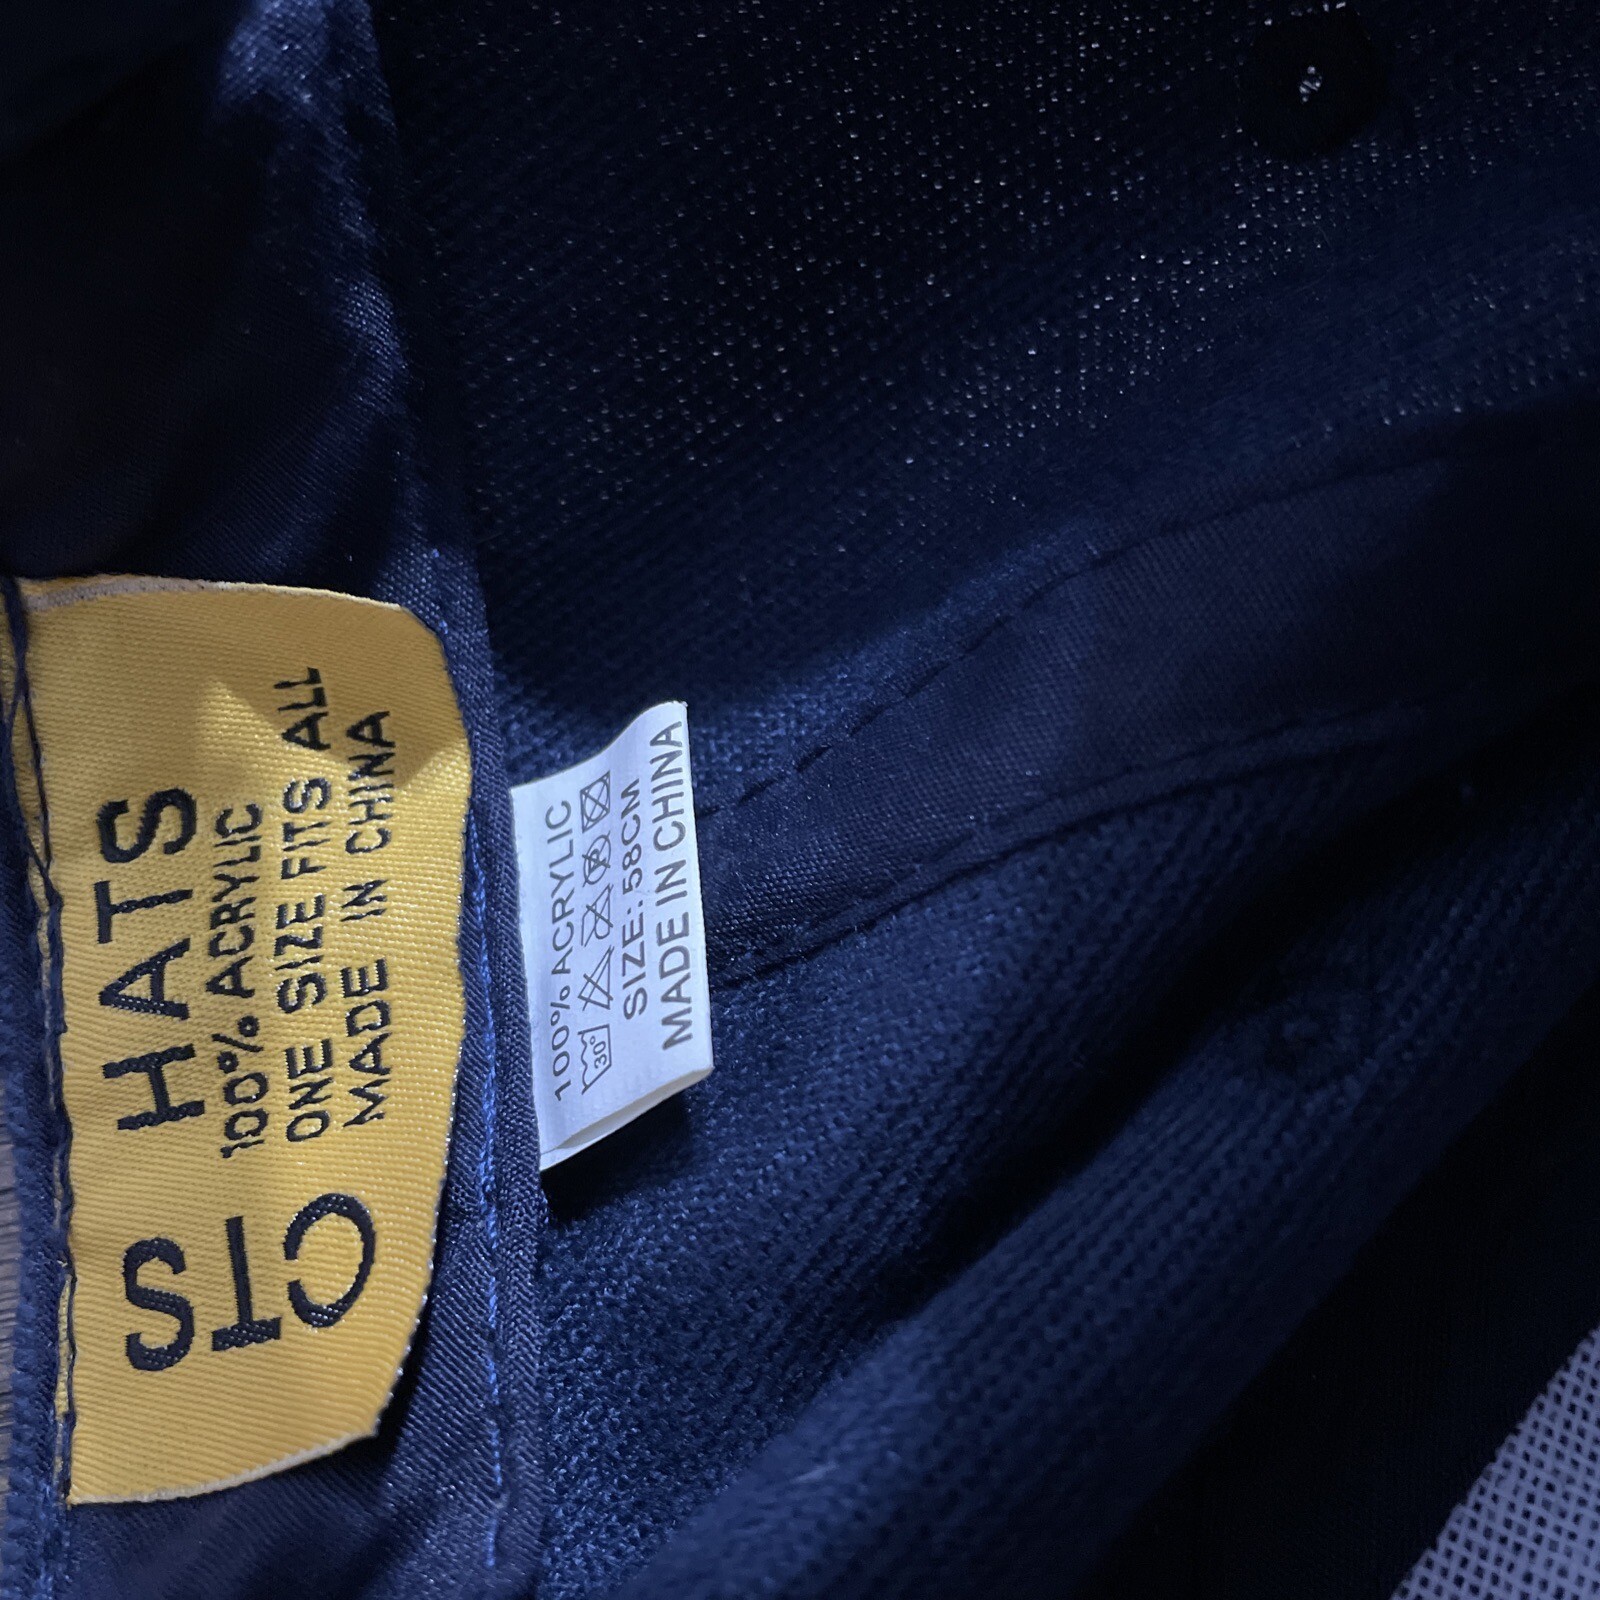 HATS
100% ACRYLIC
ONE SIZE FITS ALL
MADE IN CHINA
CTS
100% ACRYLIC
30°
SIZE: 58CM
MADE IN CHINA